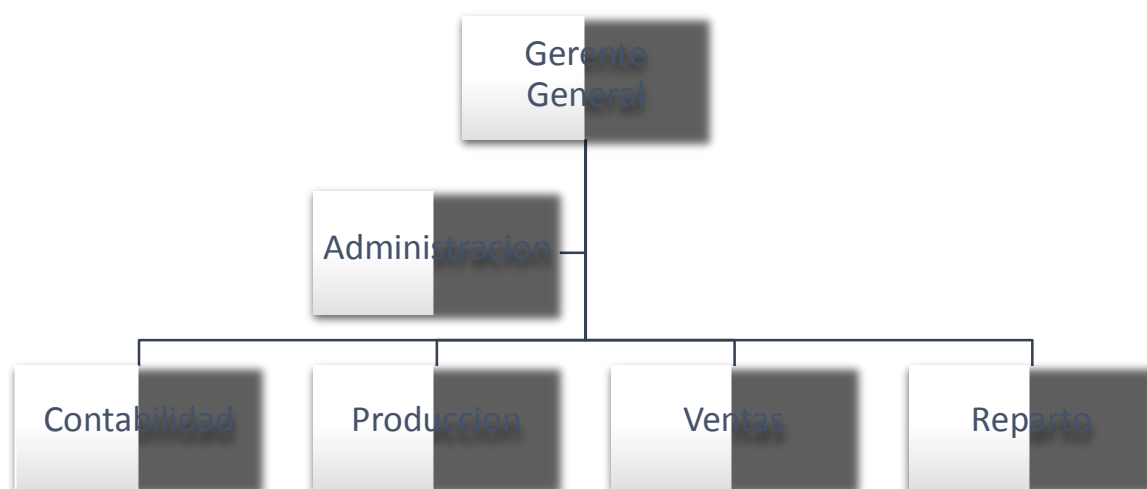 Gerente
General
Administracion
Contabilidad
Produccion
Ventas
Reparto